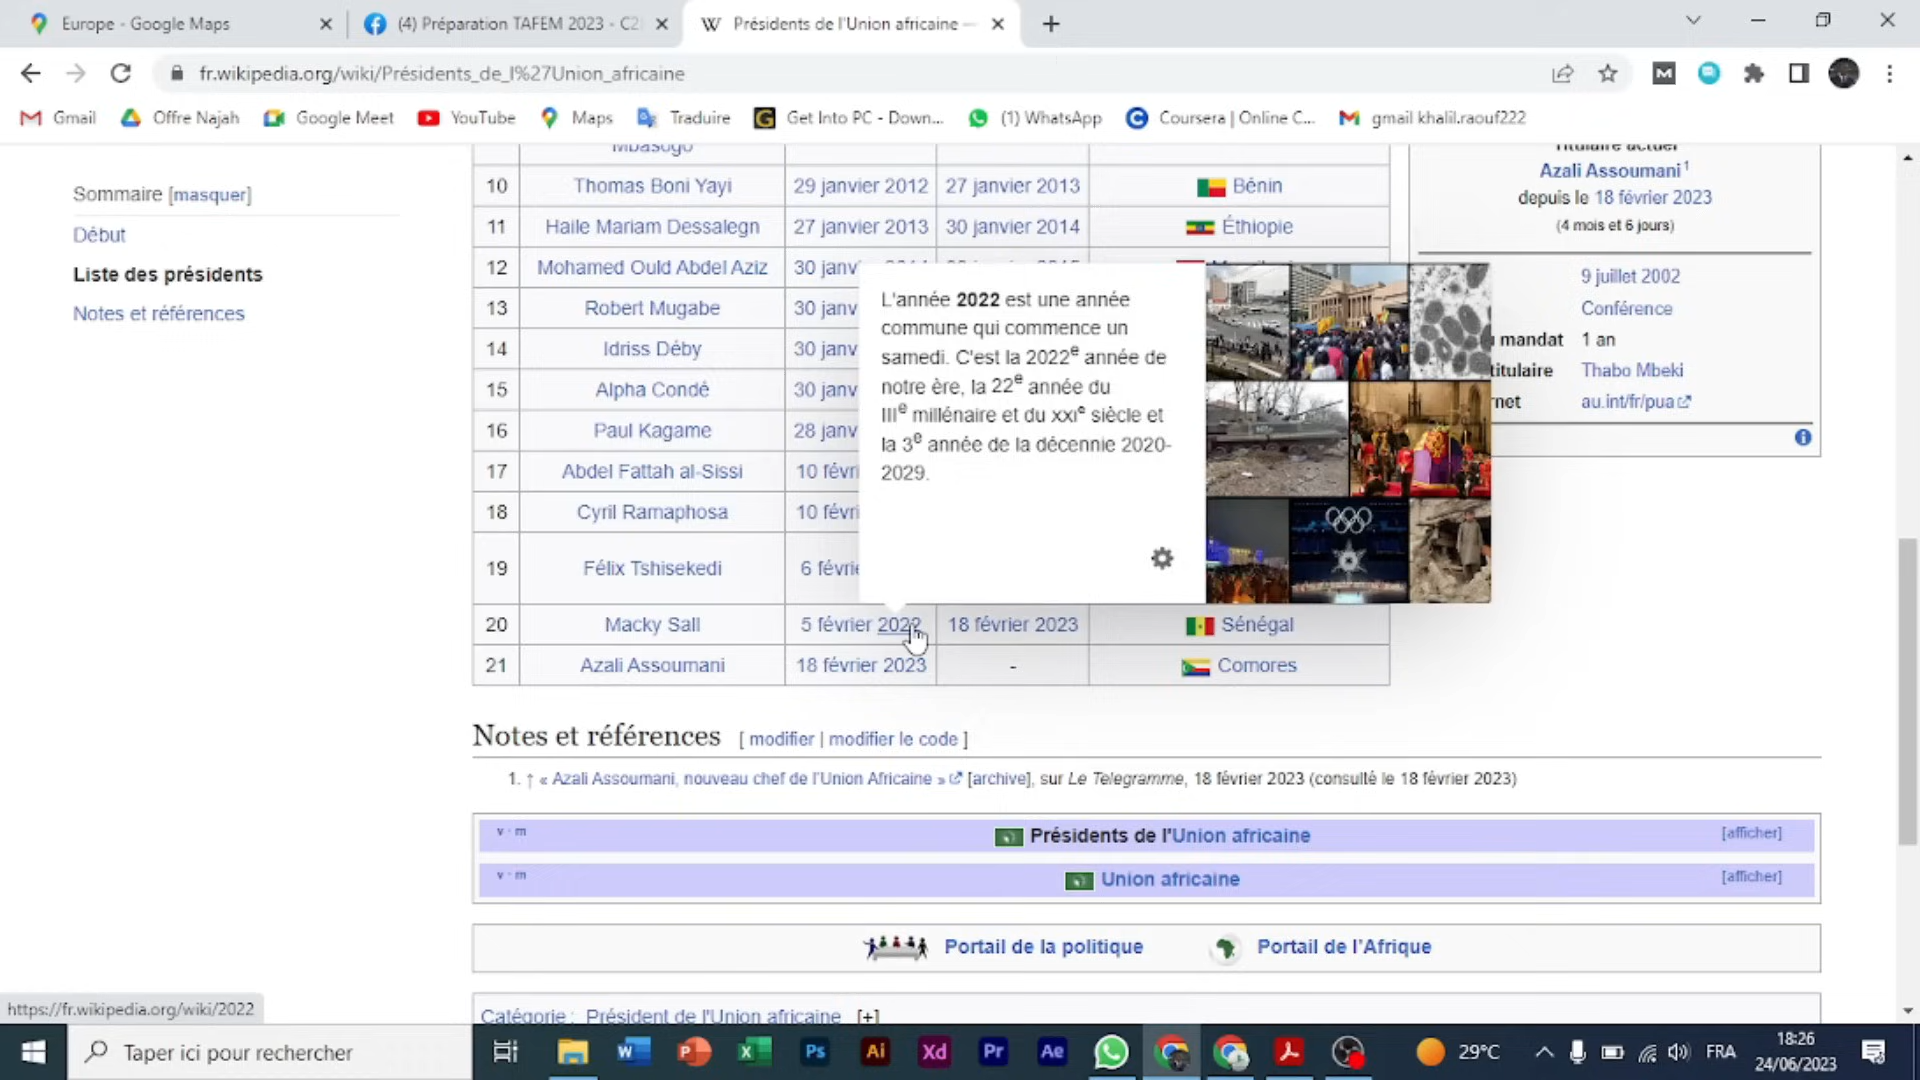 Europe - Google Maps
(4) Préparation TAFEM 2023 - C2
Présidents de l'Union africaine —
fr.wikipedia.org/wiki/Présidents_de_l%27Union_africaine
Gmail
Offre Najah
Google Meet
YouTube
Maps
Traduire
Get Into PC - Down...
(1) WhatsApp
Coursera | Online C...
gmail khalil.raouf222
Sommaire [masquer]
Début
Liste des présidents
Notes et références
Mbasogo
10 Thomas Boni Yayi 29 janvier 2012 27 janvier 2013 Bénin
11 Haile Mariam Dessalegn 27 janvier 2013 30 janvier 2014 Éthiopie
12 Mohamed Ould Abdel Aziz 30 janv
13 Robert Mugabe 30 janv
14 Idriss Déby 30 janv
15 Alpha Condé 30 janv
16 Paul Kagame 28 janv
17 Abdel Fattah al-Sissi 10 févri
18 Cyril Ramaphosa 10 févri
19 Félix Tshisekedi 6 févrie
20 Macky Sall 5 février 2022 18 février 2023 Sénégal
21 Azali Assoumani 18 février 2023 - Comores
L'année 2022 est une année
commune qui commence un
samedi. C'est la 2022e année de
notre ère, la 22e année du
IIIe millénaire et du XXIe siècle et
la 3e année de la décennie 2020-
2029.
Titulaire actuel
Azali Assoumani1
depuis le 18 février 2023
(4 mois et 6 jours)
9 juillet 2002
Conférence
mandat 1 an
titulaire Thabo Mbeki
rnet au.int/fr/pua
Notes et références [ modifier | modifier le code ]
1. ↑ « Azali Assoumani, nouveau chef de l'Union Africaine » [archive], sur Le Telegramme, 18 février 2023 (consulté le 18 février 2023)
v · m Présidents de l'Union africaine [afficher]
v · m Union africaine [afficher]
Portail de la politique Portail de l'Afrique
Catégorie : Président de l'Union africaine [+]
https://fr.wikipedia.org/wiki/2022
Taper ici pour rechercher
Ps
Ai
Xd
Pr
Ae
29°C
FRA
18:26
24/06/2023